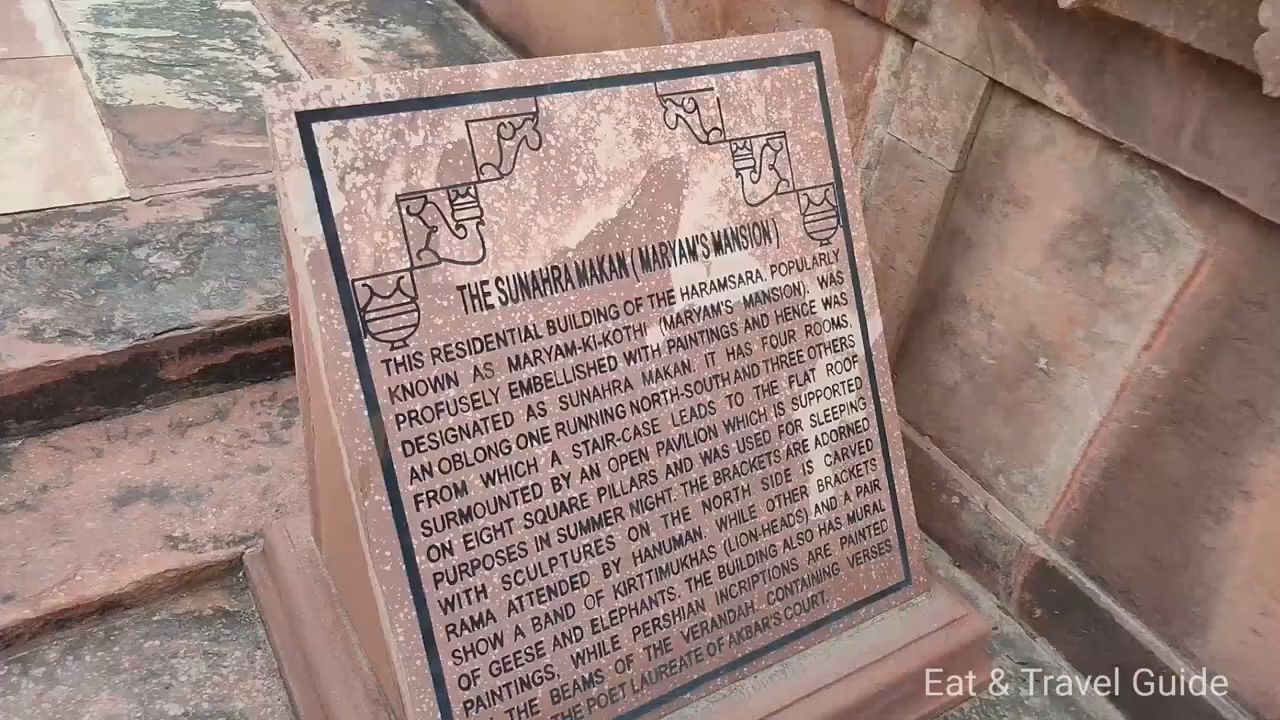 THE SUNAHRA MAKAN ( MARYAM'S MANSION )
THIS RESIDENTIAL BUILDING OF THE HARAMSARA, POPULARLY
KNOWN AS MARYAM-KI-KOTHI (MARYAM'S MANSION). WAS
PROFUSELY EMBELLISHED WITH PAINTINGS AND HENCE WAS
DESIGNATED AS SUNAHRA MAKAN. IT HAS FOUR ROOMS,
AN OBLONG ONE RUNNING NORTH-SOUTH AND THREE OTHERS
FROM WHICH A STAIR-CASE LEADS TO THE FLAT ROOF
SURMOUNTED BY AN OPEN PAVILION WHICH IS SUPPORTED
ON EIGHT SQUARE PILLARS AND WAS USED FOR SLEEPING
PURPOSES IN SUMMER NIGHT. THE BRACKETS ARE ADORNED
WITH SCULPTURES ON THE NORTH SIDE IS CARVED
RAMA ATTENDED BY HANUMAN. WHILE OTHER BRACKETS
SHOW A BAND OF KIRTTIMUKHAS (LION-HEADS) AND A PAIR
OF GEESE AND ELEPHANTS. THE BUILDING ALSO HAS MURAL
PAINTINGS, WHILE PERSHIAN INCRIPTIONS ARE PAINTED
THE BEAMS OF THE VERANDAH. CONTAINING VERSES
THE POET LAUREATE OF AKBAR'S COURT.
Eat & Travel Guide